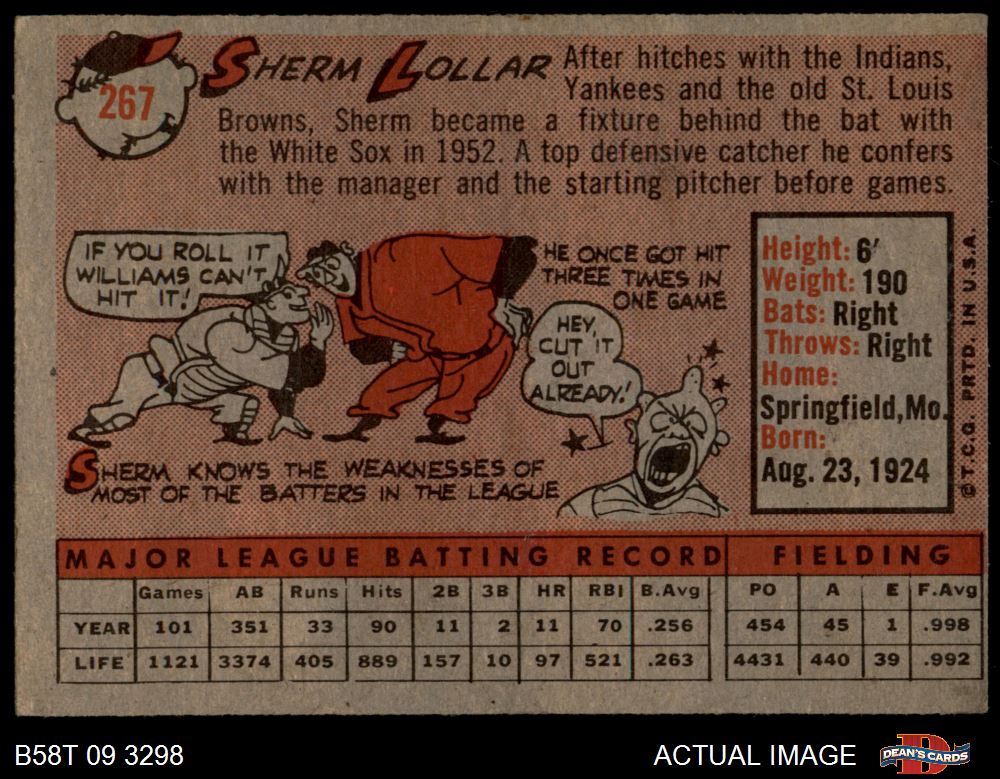 267
SHERM LOLLAR
After hitches with the Indians,
Yankees and the old St. Louis
Browns, Sherm became a fixture behind the bat with
the White Sox in 1952. A top defensive catcher he confers
with the manager and the starting pitcher before games.
IF YOU ROLL IT
WILLIAMS CAN'T
HIT IT!
HE ONCE GOT HIT
THREE TIMES IN
ONE GAME
HEY,
CUT IT
OUT
ALREADY!
SHERM KNOWS THE WEAKNESSES OF
MOST OF THE BATTERS IN THE LEAGUE
Height: 6'
Weight: 190
Bats: Right
Throws: Right
Home:
Springfield, Mo.
Born:
Aug. 23, 1924
© T.C.G. PRTD. IN U.S.A.
MAJOR LEAGUE BATTING RECORD FIELDING
Games AB Runs Hits 2B 3B HR RBI B.Avg PO A E F.Avg
YEAR 101 351 33 90 11 2 11 70 .256 454 45 1 .998
LIFE 1121 3374 405 889 157 10 97 521 .263 4431 440 39 .992
B58T 09 3298
ACTUAL IMAGE
DEAN'S CARDS